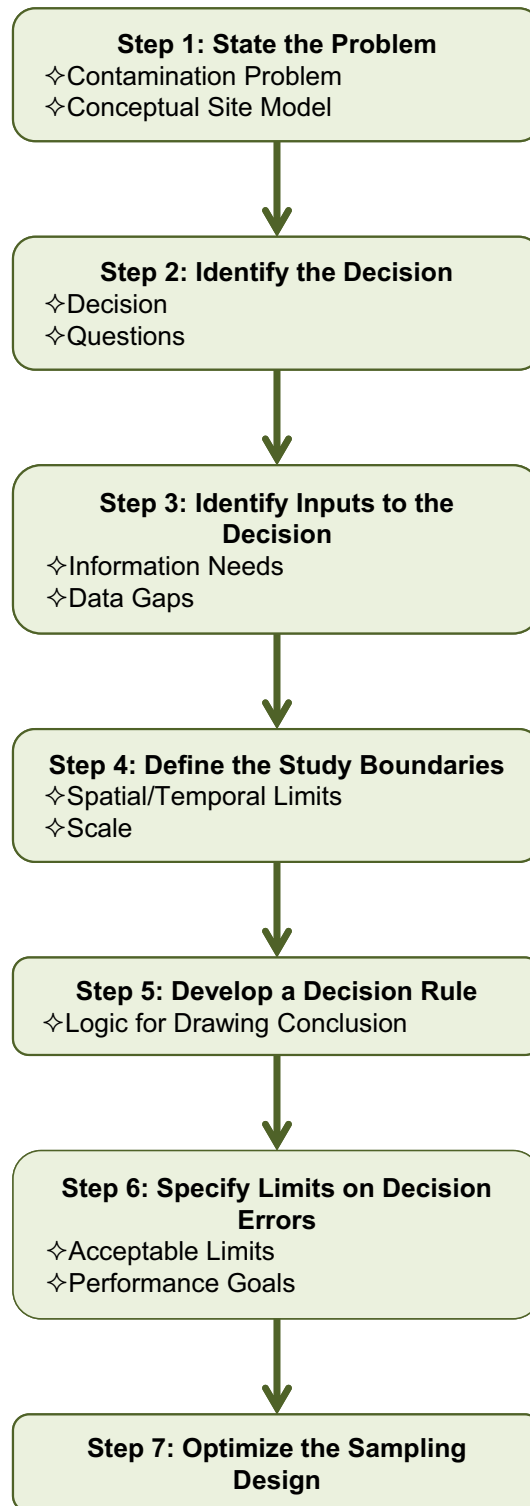 Step 1: State the Problem
✧Contamination Problem
✧Conceptual Site Model
Step 2: Identify the Decision
✧Decision
✧Questions
Step 3: Identify Inputs to the
Decision
✧Information Needs
✧Data Gaps
Step 4: Define the Study Boundaries
✧Spatial/Temporal Limits
✧Scale
Step 5: Develop a Decision Rule
✧Logic for Drawing Conclusion
Step 6: Specify Limits on Decision
Errors
✧Acceptable Limits
✧Performance Goals
Step 7: Optimize the Sampling
Design